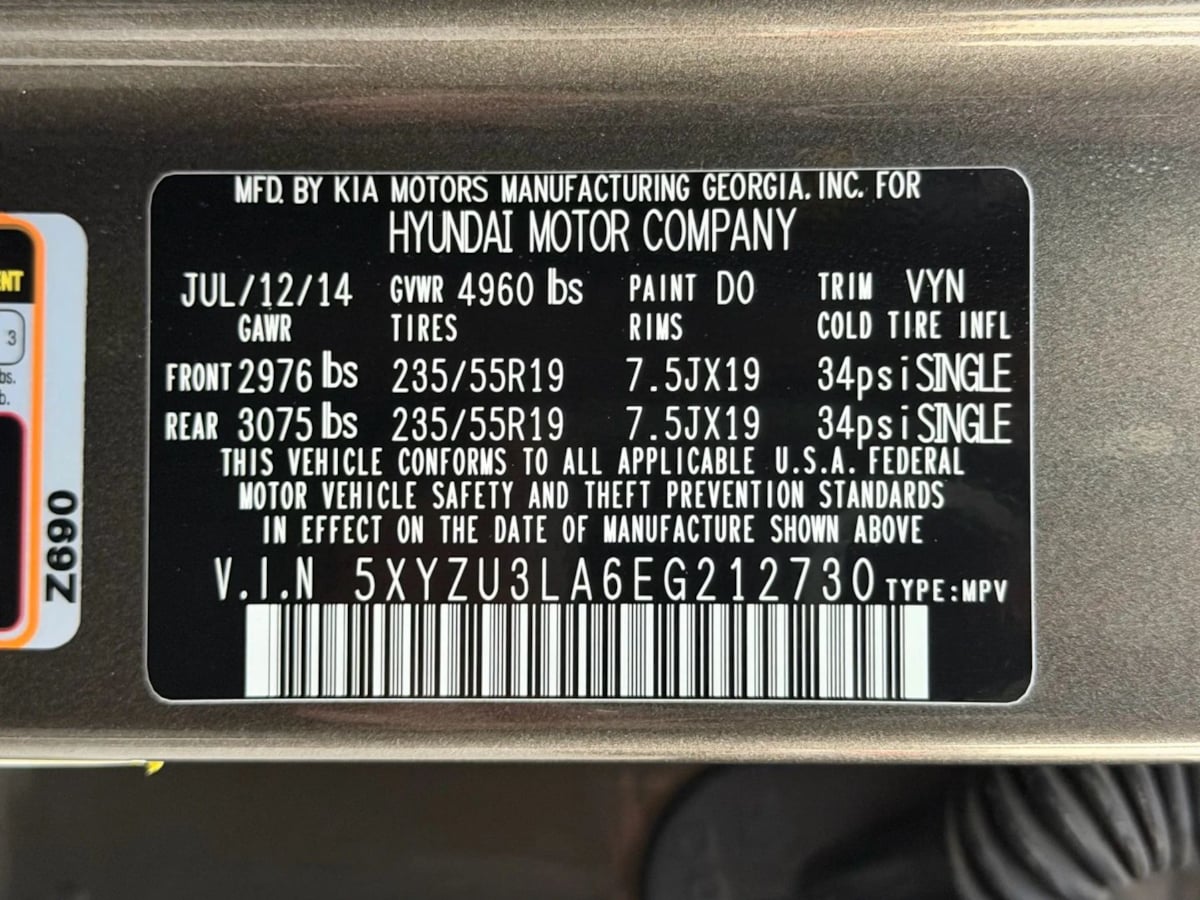 MFD. BY KIA MOTORS MANUFACTURING GEORGIA. INC. FOR
HYUNDAI MOTOR COMPANY
JUL/12/14 GVWR 4960 lbs PAINT D0 TRIM VYN
GAWR TIRES RIMS COLD TIRE INFL
FRONT 2976 lbs 235/55R19 7.5JX19 34psi SINGLE
REAR 3075 lbs 235/55R19 7.5JX19 34psi SINGLE
THIS VEHICLE CONFORMS TO ALL APPLICABLE U.S.A. FEDERAL
MOTOR VEHICLE SAFETY AND THEFT PREVENTION STANDARDS
IN EFFECT ON THE DATE OF MANUFACTURE SHOWN ABOVE
V.I.N 5XYZU3LA6EG212730 TYPE:MPV
3
Z690